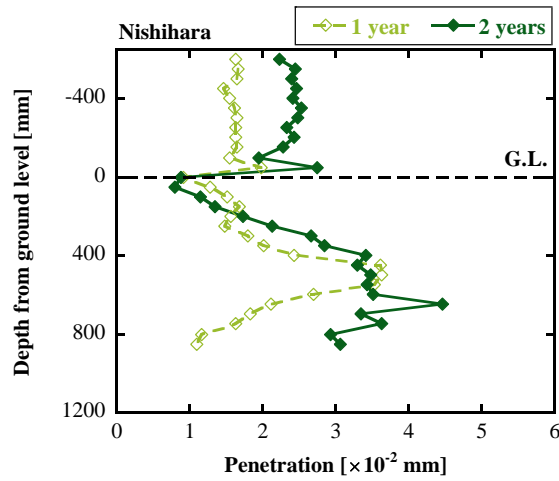 Nishihara
1 year
2 years
-400
0
400
800
1200
G.L.
0
1
2
3
4
5
6
Depth from ground level [mm]
Penetration [×10⁻² mm]